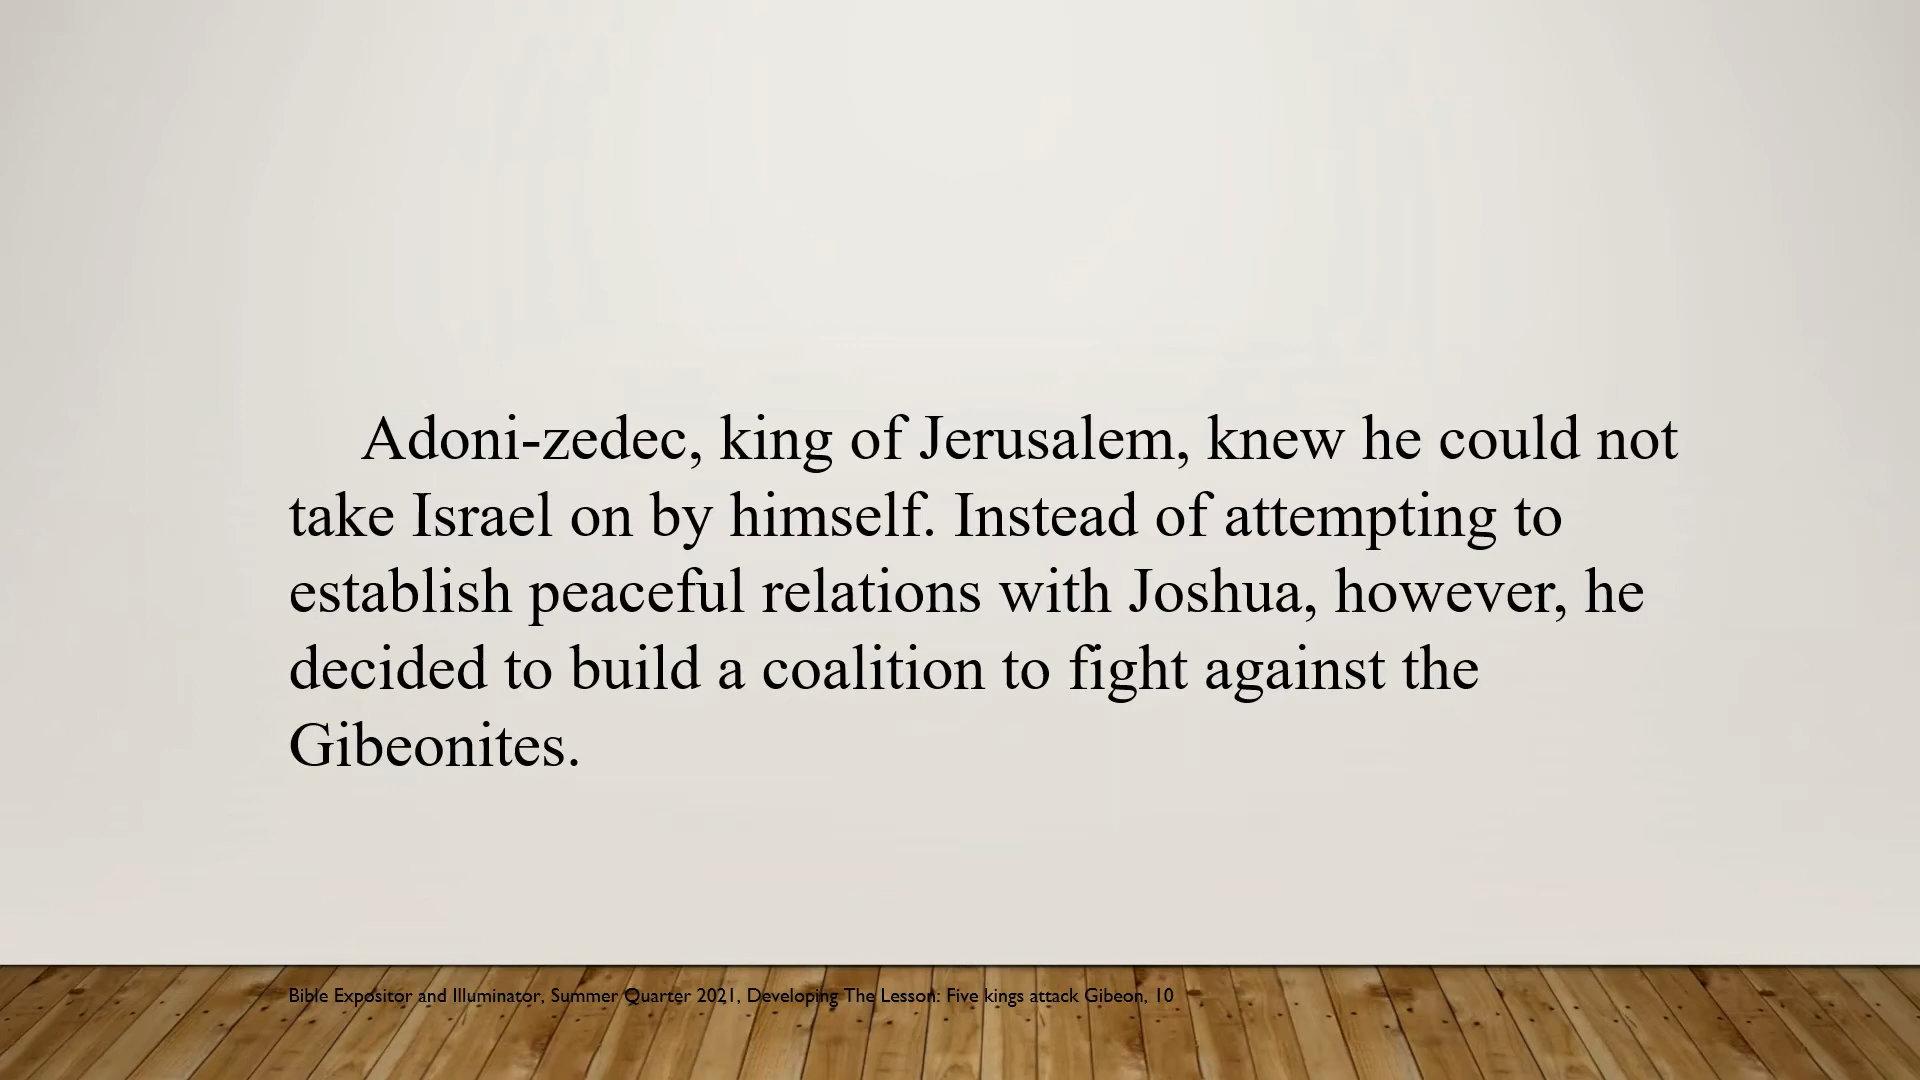 Adoni-zedec, king of Jerusalem, knew he could not
take Israel on by himself. Instead of attempting to
establish peaceful relations with Joshua, however, he
decided to build a coalition to fight against the
Gibeonites.
Bible Expositor and Illuminator, Summer Quarter 2021, Developing The Lesson: Five kings attack Gibeon, 10